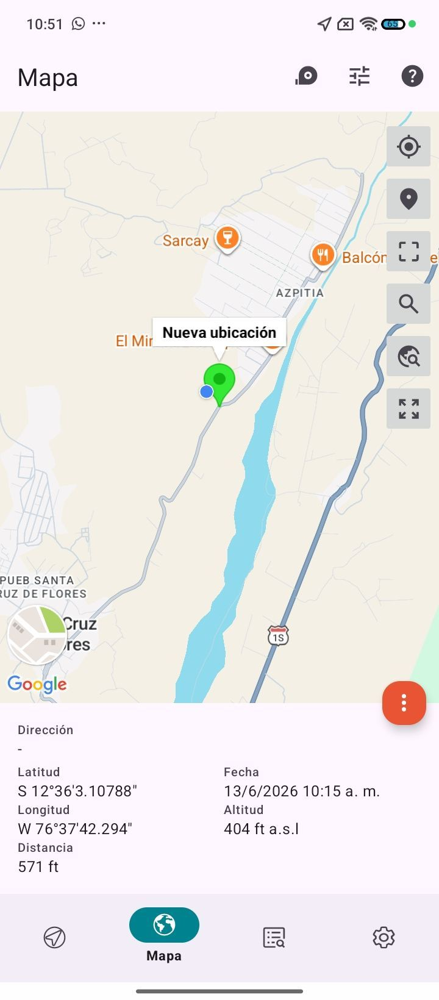 10:51
65
Mapa
Sarcay
Balcón
AZPITIA
Nueva ubicación
El Mir
PUEB SANTA
RUZ DE FLORES
Cruz
res
1S
Google
Dirección
-
Latitud
Fecha
S 12°36'3.10788"
13/6/2026 10:15 a. m.
Longitud
Altitud
W 76°37'42.294"
404 ft a.s.l
Distancia
571 ft
Mapa